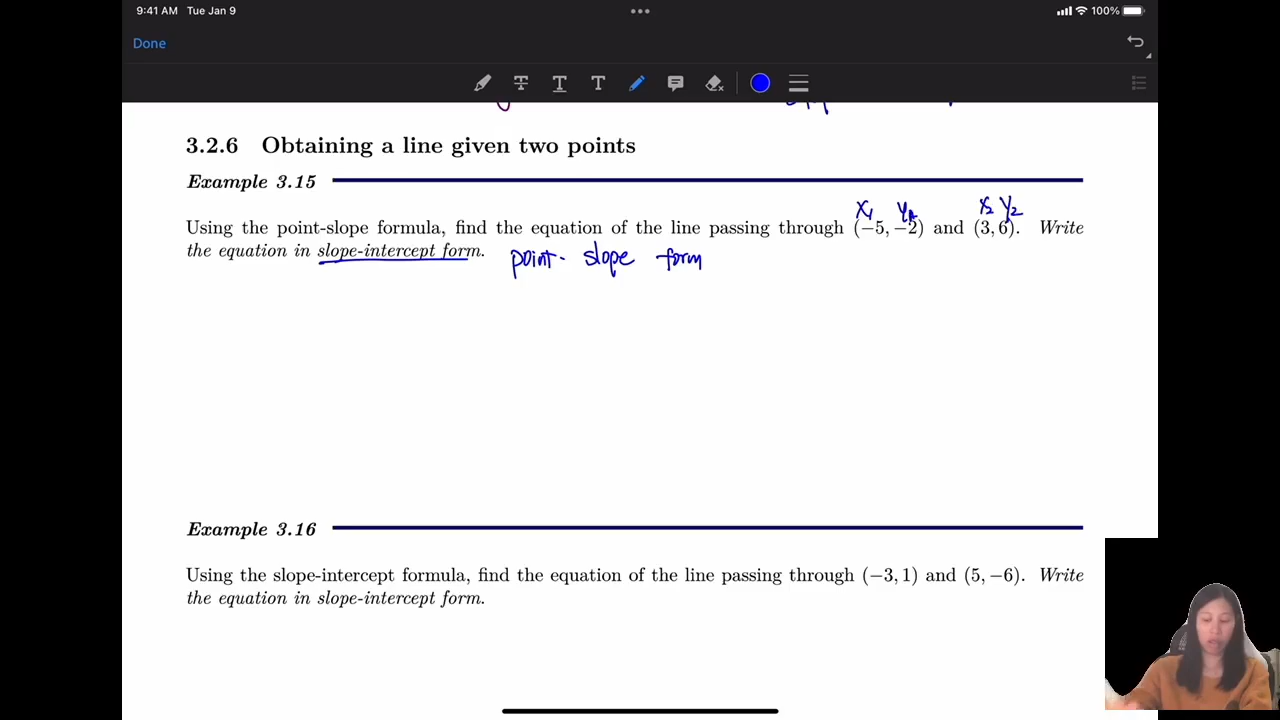 9:41 AM Tue Jan 9
100%
Done
3.2.6 Obtaining a line given two points
Example 3.15
x₁ y₁ x₂ y₂
Using the point-slope formula, find the equation of the line passing through (−5, −2) and (3, 6). Write
the equation in slope-intercept form. point- slope form
Example 3.16
Using the slope-intercept formula, find the equation of the line passing through (−3, 1) and (5, −6). Write
the equation in slope-intercept form.